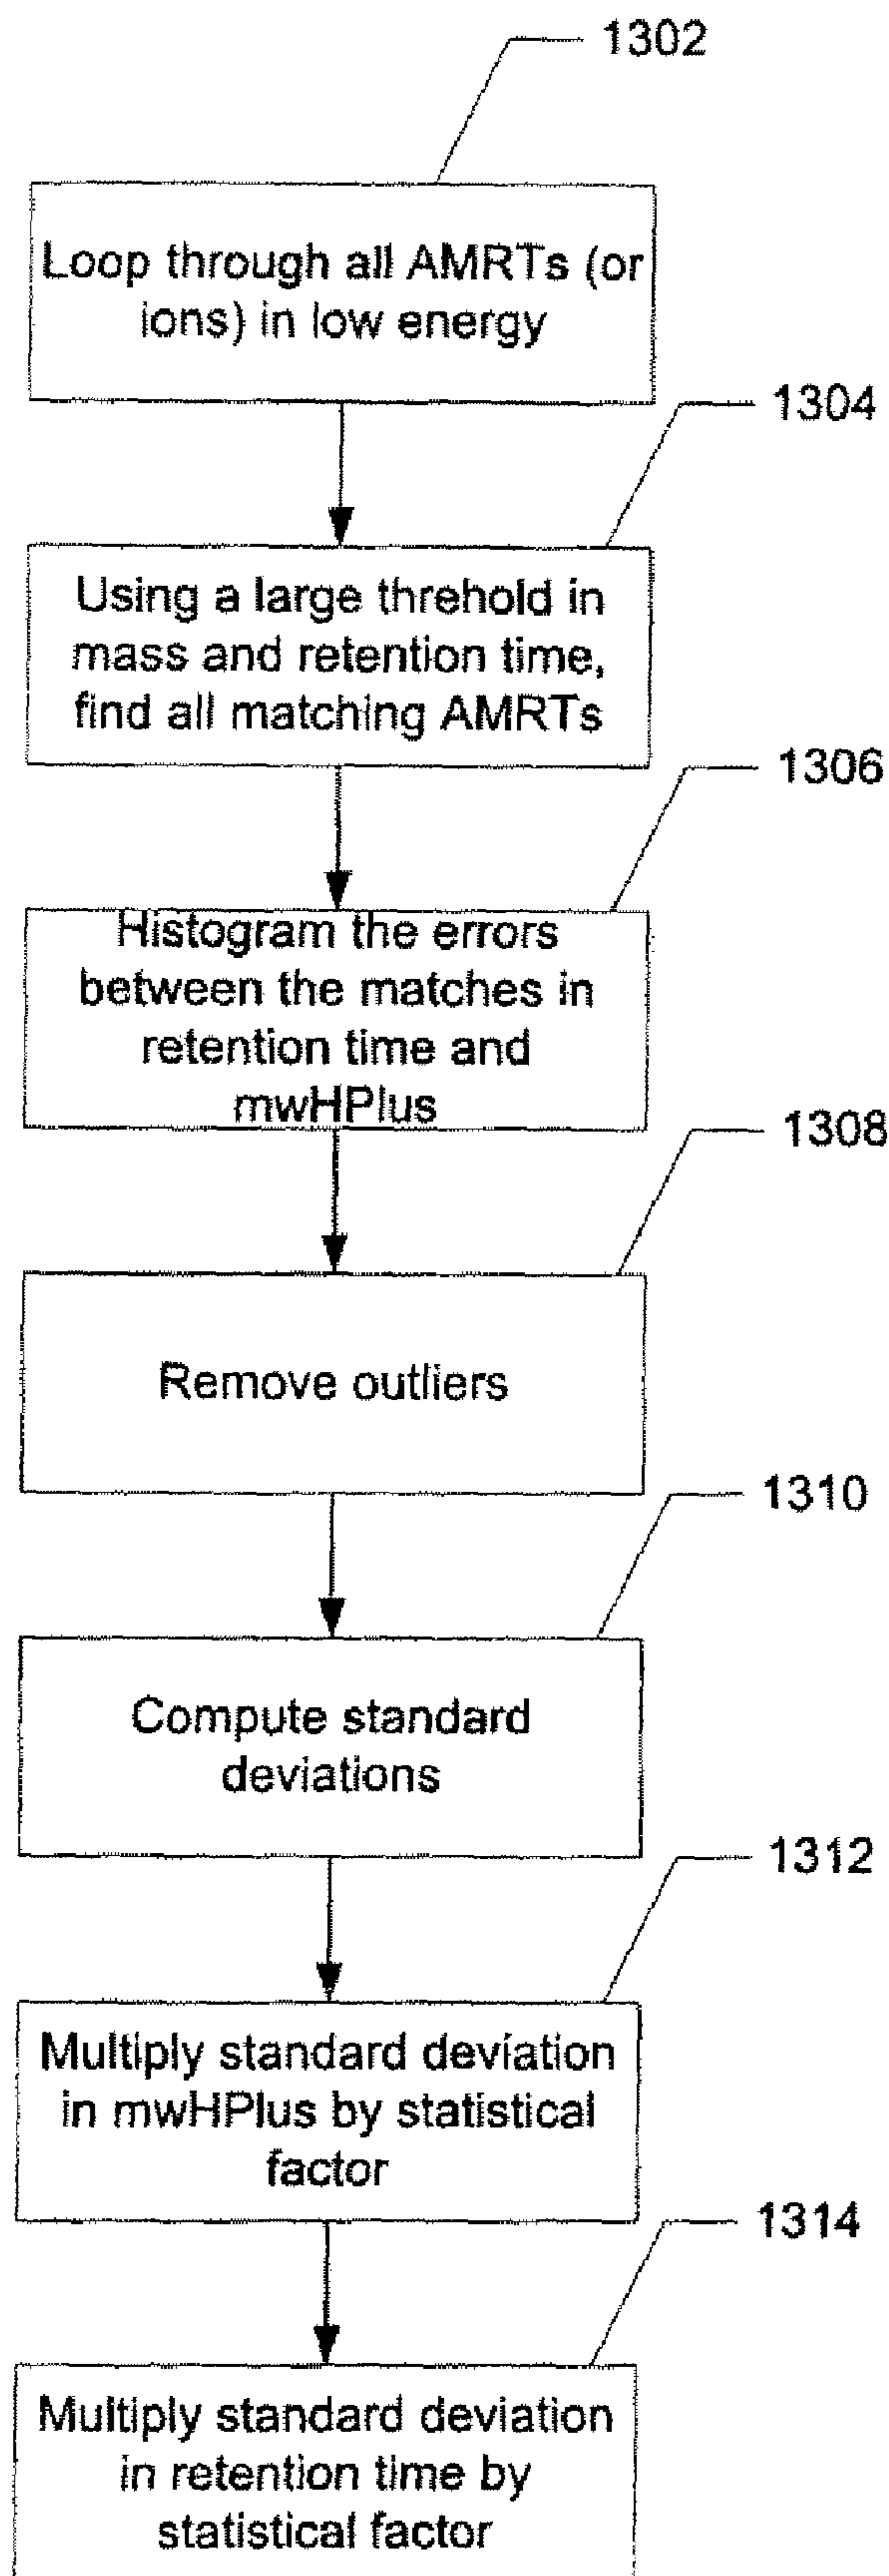 1302
Loop through all AMRTs (or
ions) in low energy
1304
Using a large threhold in
mass and retention time,
find all matching AMRTs
1306
Histogram the errors
between the matches in
retention time and
mwHPlus
1308
Remove outliers
1310
Compute standard
deviations
1312
Multiply standard deviation
in mwHPlus by statistical
factor
1314
Multiply standard deviation
in retention time by
statistical factor